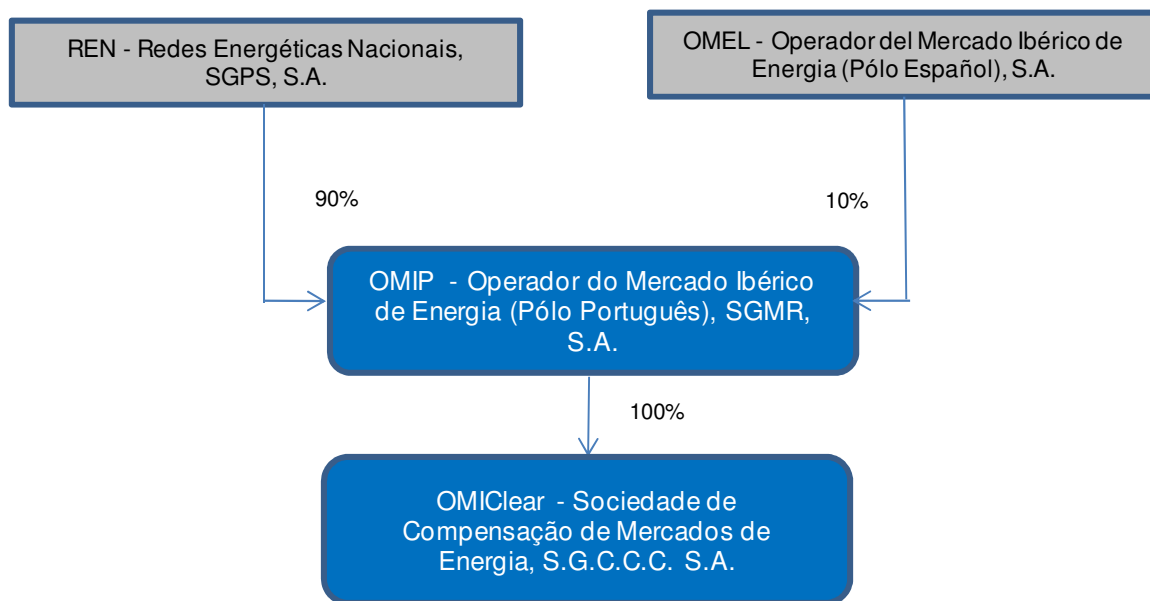 REN - Redes Energéticas Nacionais,
SGPS, S.A.
OMEL - Operador del Mercado Ibérico de
Energia (Pólo Español), S.A.
90%
10%
OMIP - Operador do Mercado Ibérico
de Energia (Pólo Português), SGMR,
S.A.
100%
OMIClear - Sociedade de
Compensação de Mercados de
Energia, S.G.C.C.C. S.A.